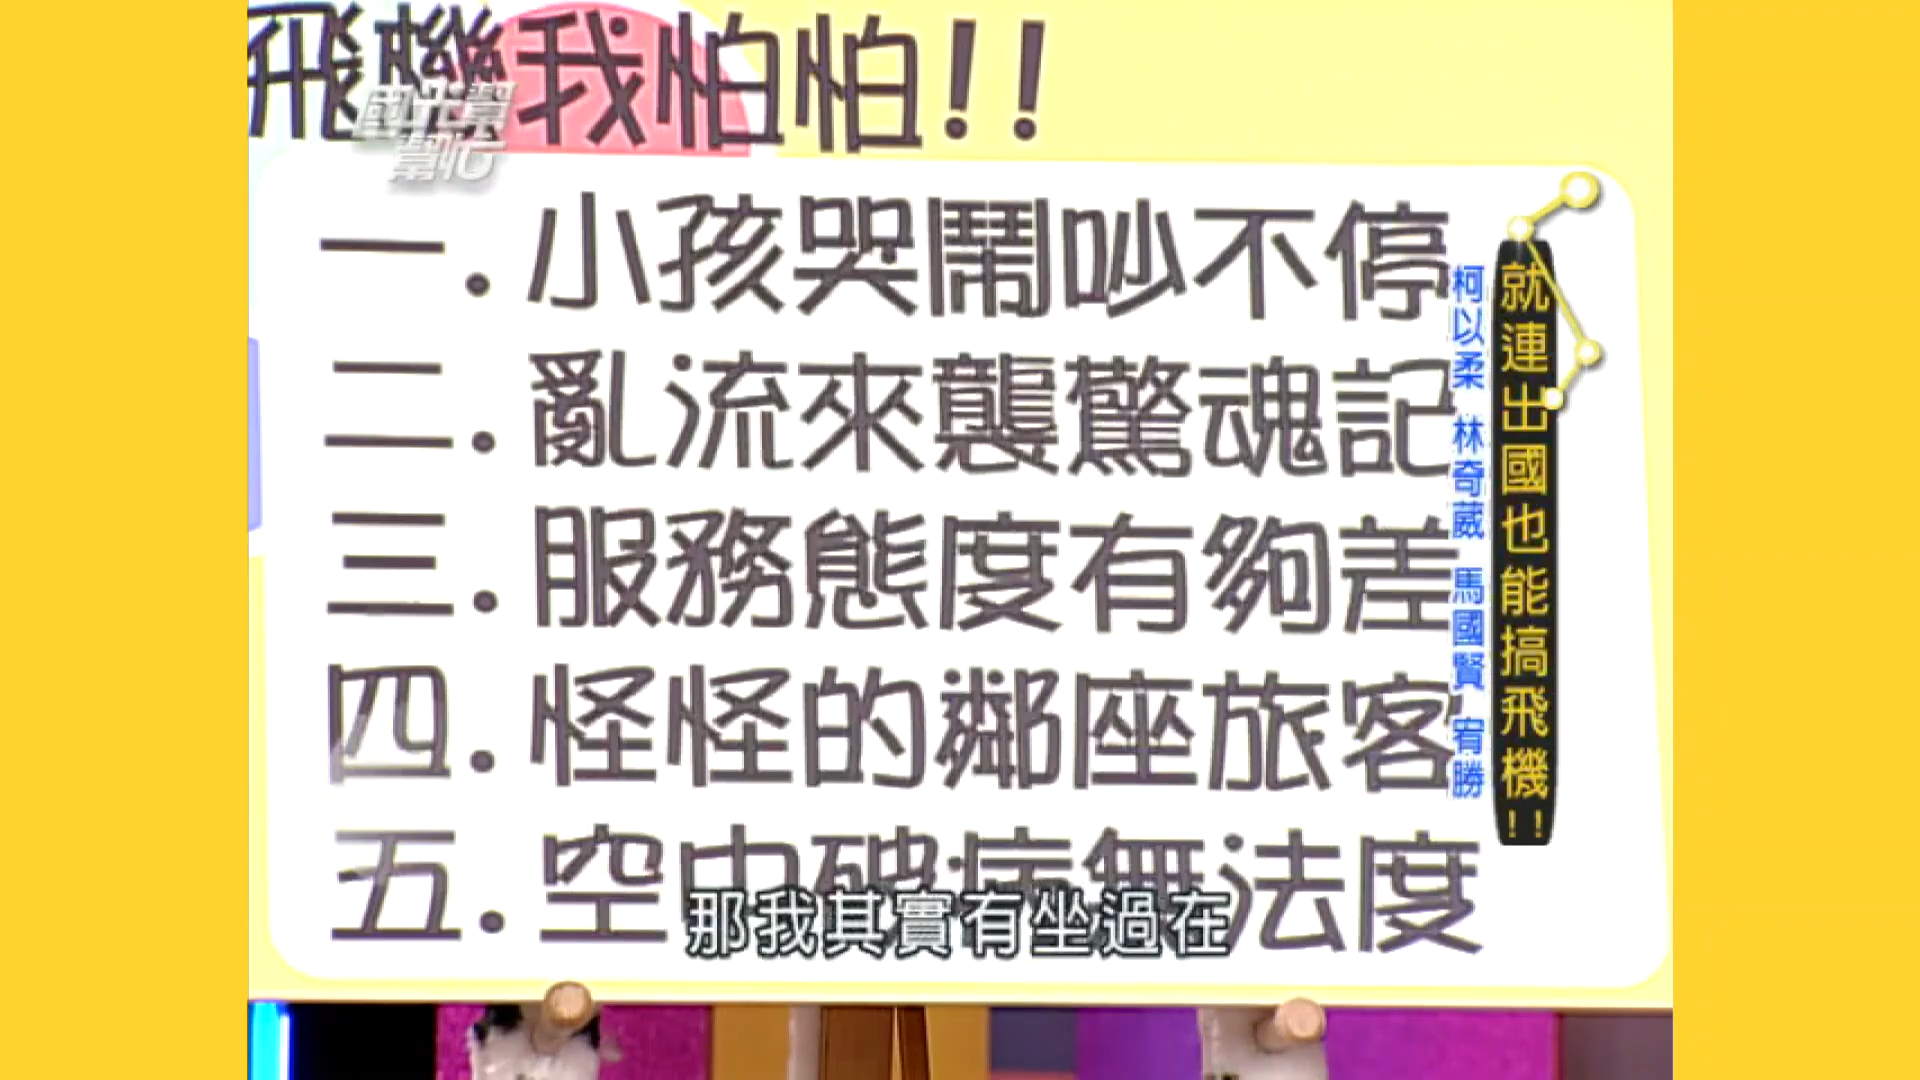 飛機我怕怕!!
國光幫
幫忙
一.小孩哭鬧吵不停
二.亂流來襲驚魂記
三.服務態度有夠差
四.怪怪的鄰座旅客
五.空中破病無法度
就連出國也能搞飛機!!
柯以柔 林奇葳 馬國賢 宥勝
那我其實有坐過在